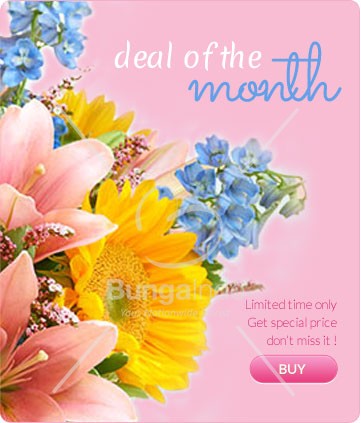 deal of the
month
Limited time only
Get special price
don't miss it !
BUY